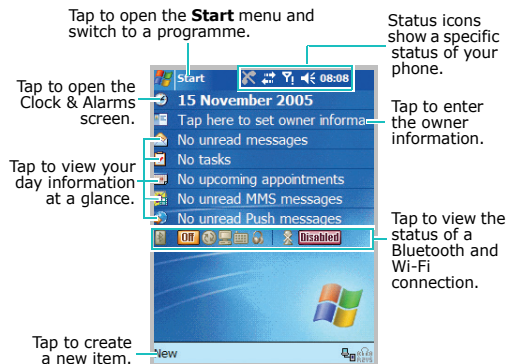 Tap to open the Start menu and
switch to a programme.
Status icons
show a specific
status of your
phone.
Start
08:08
Tap to open the
Clock & Alarms
screen.
15 November 2005
Tap here to set owner informa
Tap to enter
the owner
information.
No unread messages
No tasks
Tap to view your
day information
at a glance.
No upcoming appointments
No unread MMS messages
No unread Push messages
Off
Disabled
Tap to view the
status of a
Bluetooth and
Wi-Fi
connection.
Tap to create
a new item.
New